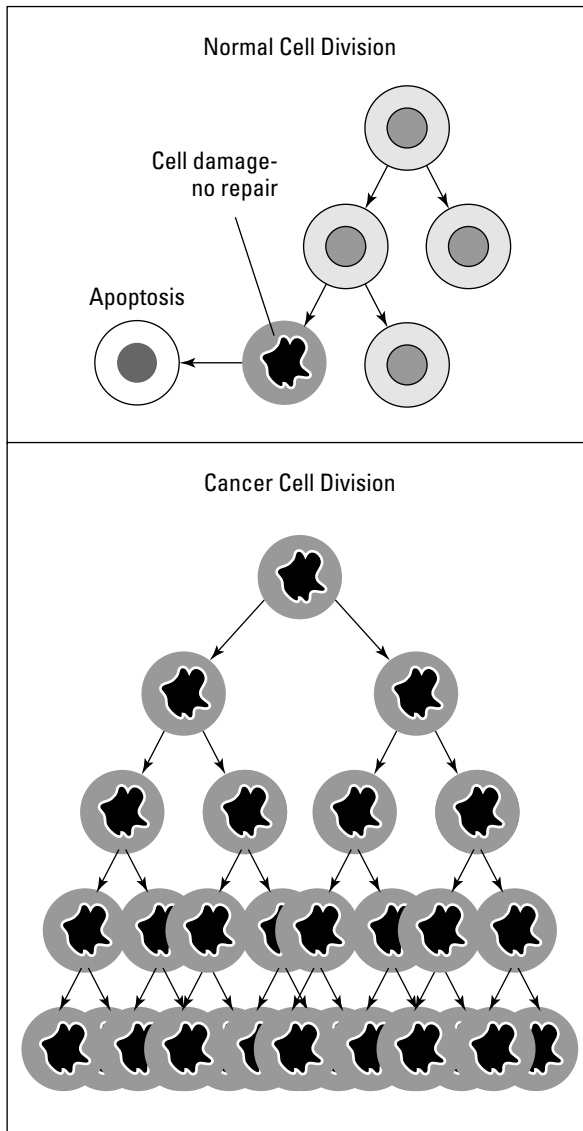 Normal Cell Division
Cell damage-
no repair
Apoptosis
Cancer Cell Division